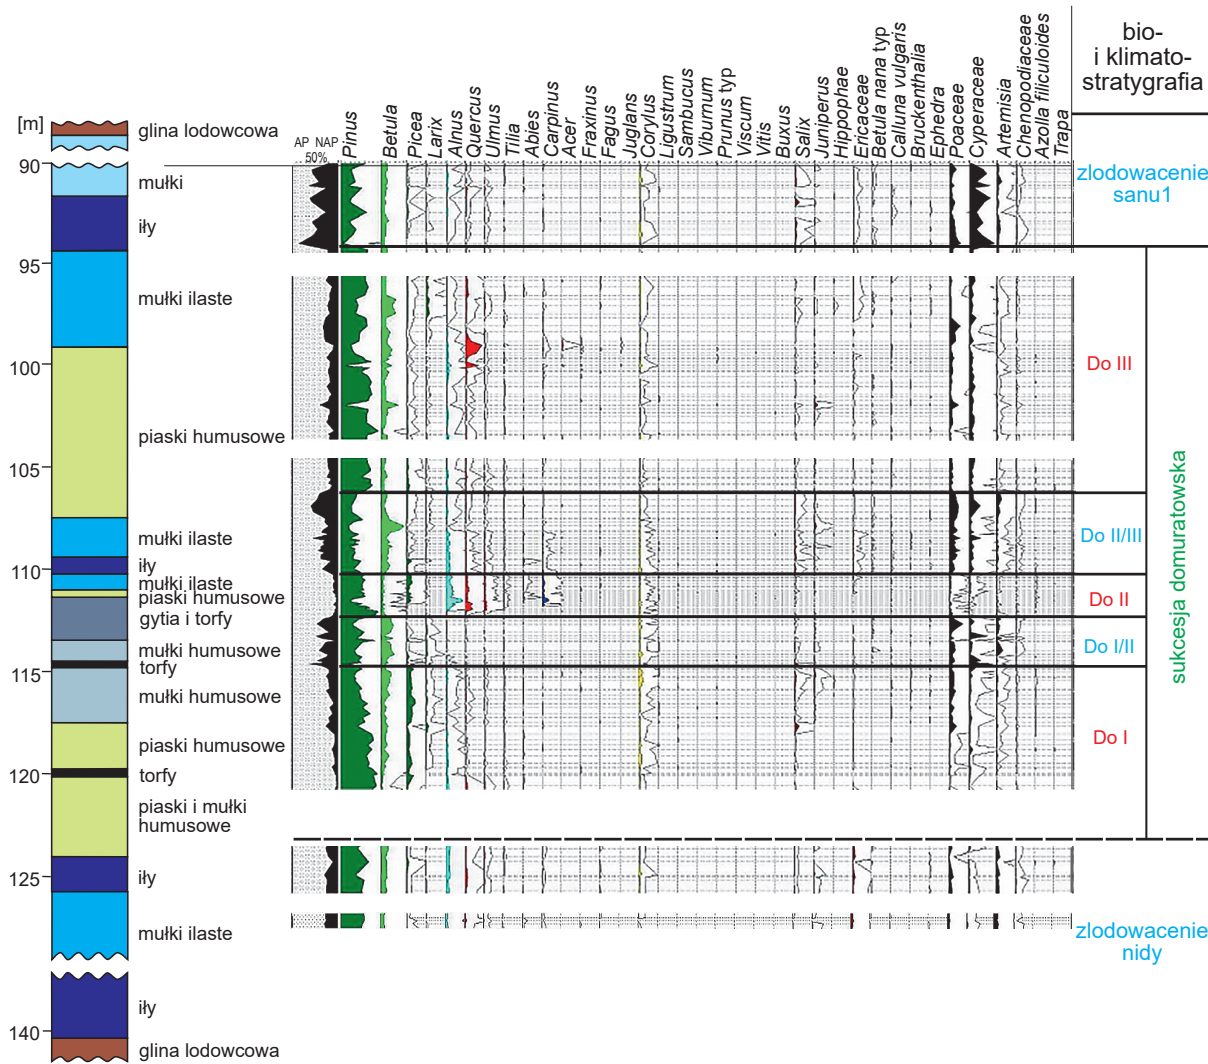 [m]
90
95
100
105
110
115
120
125
140
glina lodowcowa
mułki
iły
mułki ilaste
piaski humusowe
mułki ilaste
iły
mułki ilaste
piaski humusowe
gytia i torfy
mułki humusowe
torfy
mułki humusowe
piaski humusowe
torfy
piaski i mułki
humusowe
iły
mułki ilaste
iły
glina lodowcowa
AP NAP
50%
Pinus
Betula
Picea
Larix
Alnus
Quercus
Ulmus
Tilia
Abies
Carpinus
Acer
Fraxinus
Fagus
Juglans
Corylus
Ligustrum
Sambucus
Viburnum
Prunus typ
Viscum
Vitis
Buxus
Salix
Juniperus
Hippophae
Ericaceae
Betula nana typ
Calluna vulgaris
Bruckenthalia
Ephedra
Poaceae
Cyperaceae
Artemisia
Chenopodiaceae
Azolla filiculoides
Trapa
bio-
i klimato-
stratygrafia
zlodowacenie
sanu1
Do III
Do II/III
Do II
Do I/II
Do I
sukcesja domuratowska
zlodowacenie
nidy